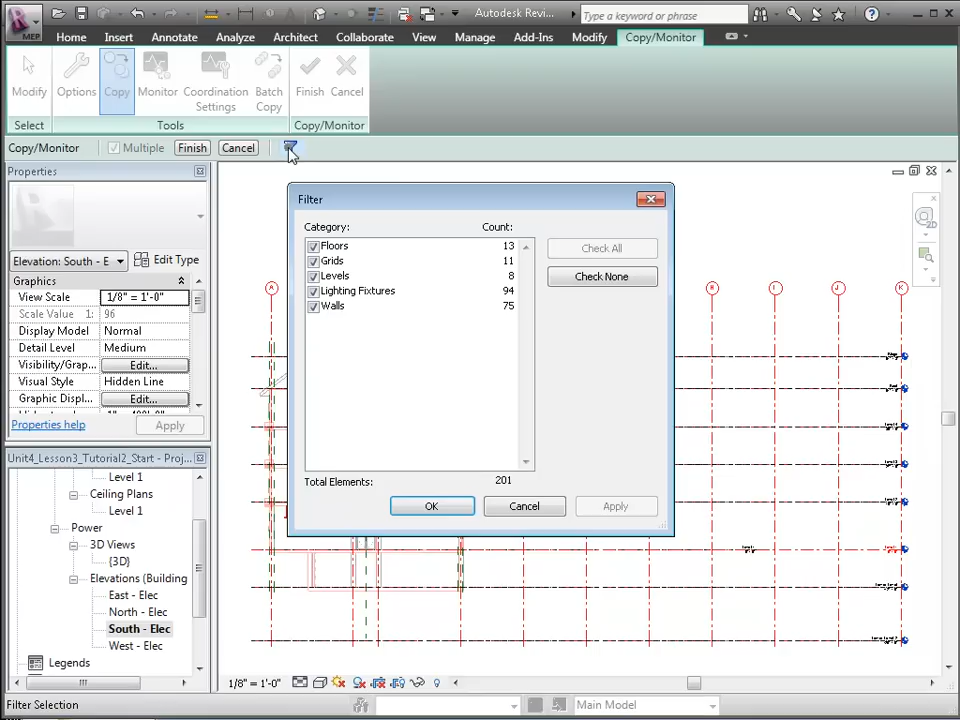 Autodesk Revi...
Type a keyword or phrase
MEP
Home
Insert
Annotate
Analyze
Architect
Collaborate
View
Manage
Add-Ins
Modify
Copy/Monitor
Modify
Options
Copy
Monitor
Coordination
Settings
Batch
Copy
Finish
Cancel
Select
Tools
Copy/Monitor
Copy/Monitor
Multiple
Finish
Cancel
Properties
Elevation: South - E
Edit Type
Graphics
View Scale
1/8" = 1'-0"
Scale Value 1:
96
Display Model
Normal
Detail Level
Medium
Visibility/Grap...
Edit...
Visual Style
Hidden Line
Graphic Displ...
Edit...
Properties help
Apply
Unit4_Lesson3_Tutorial2_Start - Proj...
Level 1
Ceiling Plans
Level 1
Power
3D Views
{3D}
Elevations (Building
East - Elec
North - Elec
South - Elec
West - Elec
Legends
Filter
Category:
Count:
Floors
13
Grids
11
Levels
8
Lighting Fixtures
94
Walls
75
Check All
Check None
Total Elements:
201
OK
Cancel
Apply
A
H
I
J
K
2D
1/8" = 1'-0"
Filter Selection
Main Model